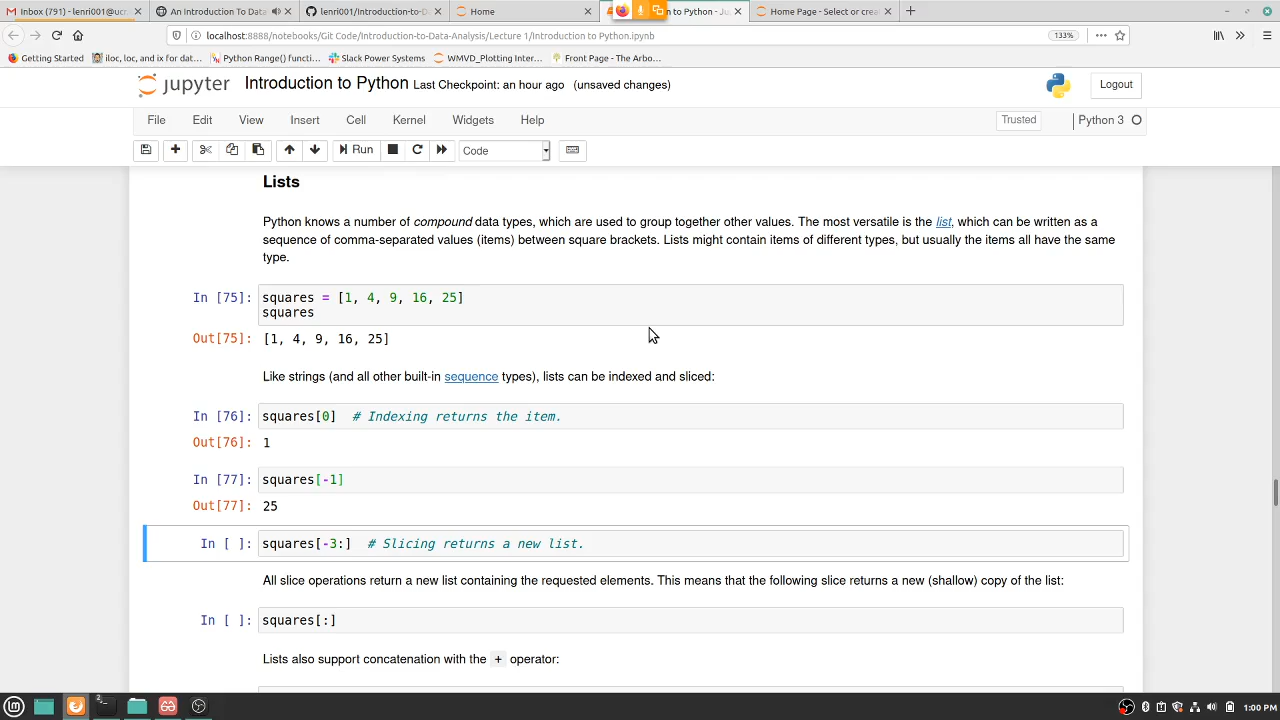 Inbox (791) To Data
lenri001@ucr
An Introduction To Data
lenri001/Introduction-to-D
Home
n to Python - Ju
Home Page - Select or crea
localhost:8888/notebooks/Git Code/Introduction-to-Data-Analysis/Lecture 1/Introduction to Python.ipynb
133%
Getting Started
iloc, loc, and ix for dat...
Python Range() functi...
Slack Power Systems
WMVD_Plotting Inter...
Front Page - The Arbo...
jupyter
Introduction to Python Last Checkpoint: an hour ago (unsaved changes)
Logout
File Edit View Insert Cell Kernel Widgets Help
Trusted
Python 3
Run
Code
Lists
Python knows a number of compound data types, which are used to group together other values. The most versatile is the list, which can be written as a
sequence of comma-separated values (items) between square brackets. Lists might contain items of different types, but usually the items all have the same
type.
In [75]: squares = [1, 4, 9, 16, 25]
squares
Out[75]: [1, 4, 9, 16, 25]
Like strings (and all other built-in sequence types), lists can be indexed and sliced:
In [76]: squares[0] # Indexing returns the item.
Out[76]: 1
In [77]: squares[-1]
Out[77]: 25
In [ ]: squares[-3:] # Slicing returns a new list.
All slice operations return a new list containing the requested elements. This means that the following slice returns a new (shallow) copy of the list:
In [ ]: squares[:]
Lists also support concatenation with the + operator:
2
1:00 PM